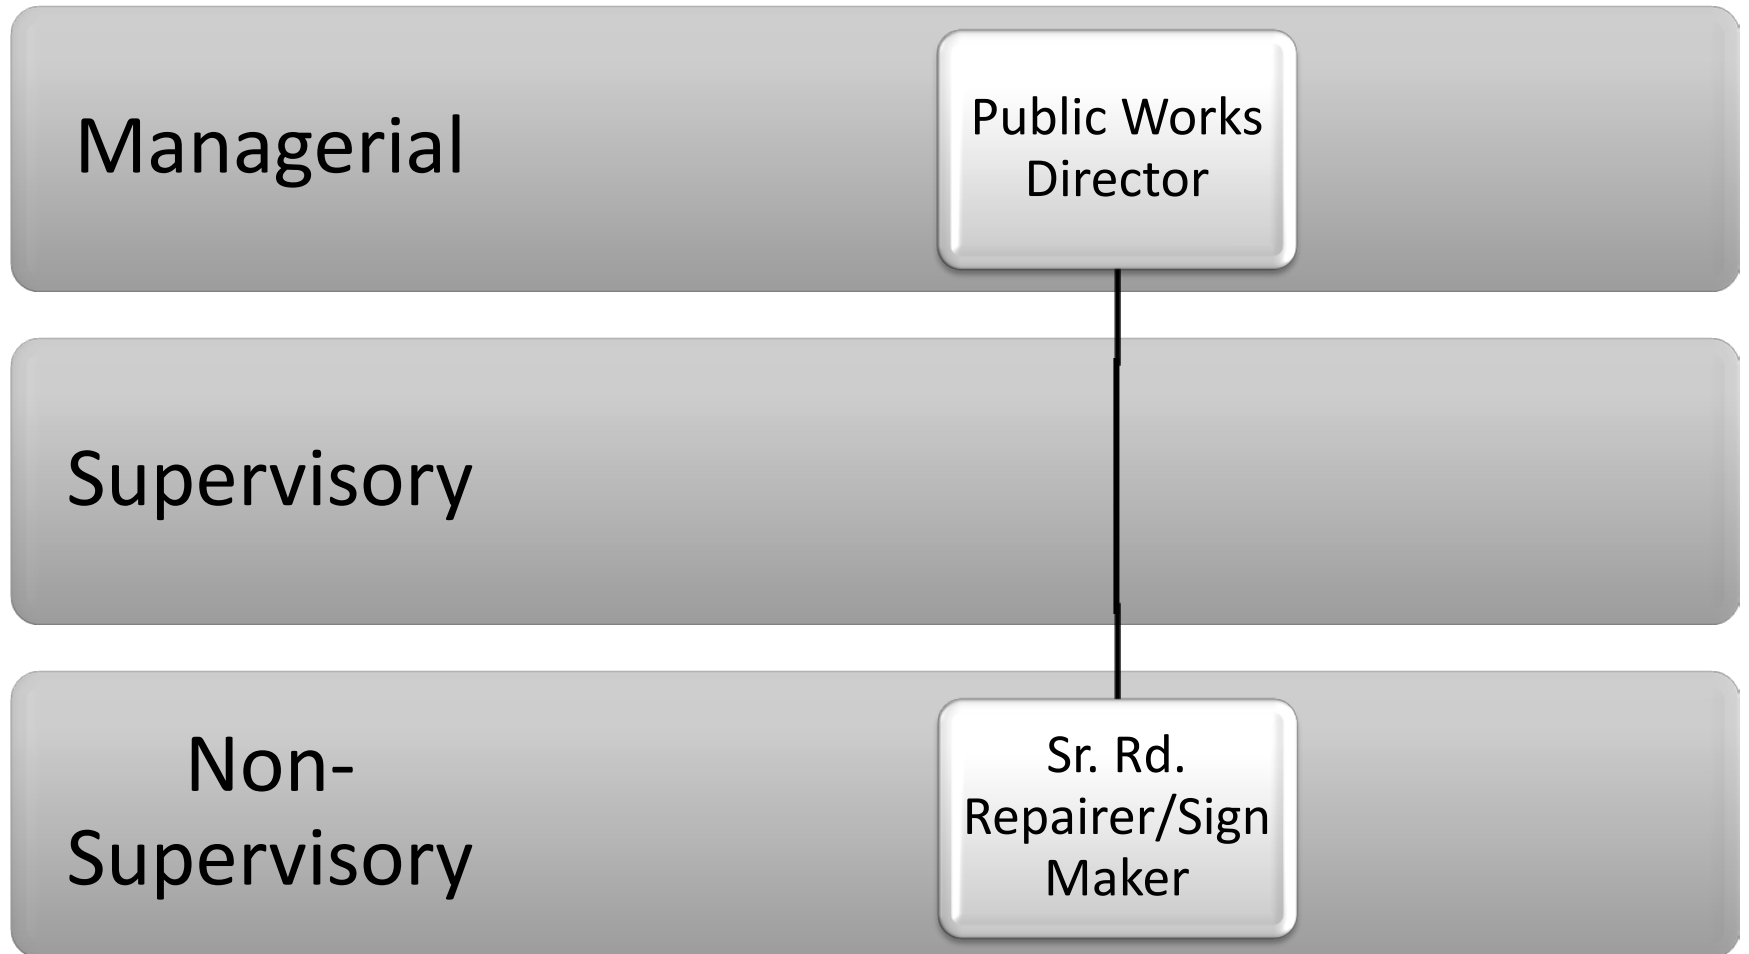 Managerial
Public Works
Director
Supervisory
Non-
Supervisory
Sr. Rd.
Repairer/Sign
Maker